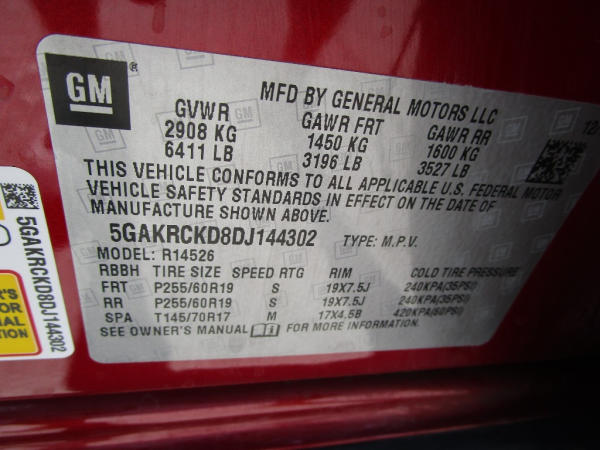 GM
MFD BY GENERAL MOTORS LLC
GVWR GAWR FRT GAWR RR
2908 KG 1450 KG 1600 KG
6411 LB 3196 LB 3527 LB
THIS VEHICLE CONFORMS TO ALL APPLICABLE U.S. FEDERAL MOTOR
VEHICLE SAFETY STANDARDS IN EFFECT ON THE DATE OF
MANUFACTURE SHOWN ABOVE.
5GAKRCKD8DJ144302 TYPE: M.P.V.
MODEL: R14526
RBBH TIRE SIZE SPEED RTG RIM COLD TIRE PRESSURE
FRT P255/60R19 S 19X7.5J 240KPA(35PSI)
RR P255/60R19 S 19X7.5J 240KPA(35PSI)
SPA T145/70R17 M 17X4.5B 420KPA(60PSI)
SEE OWNER'S MANUAL FOR MORE INFORMATION.
5GAKRCKD8DJ144302